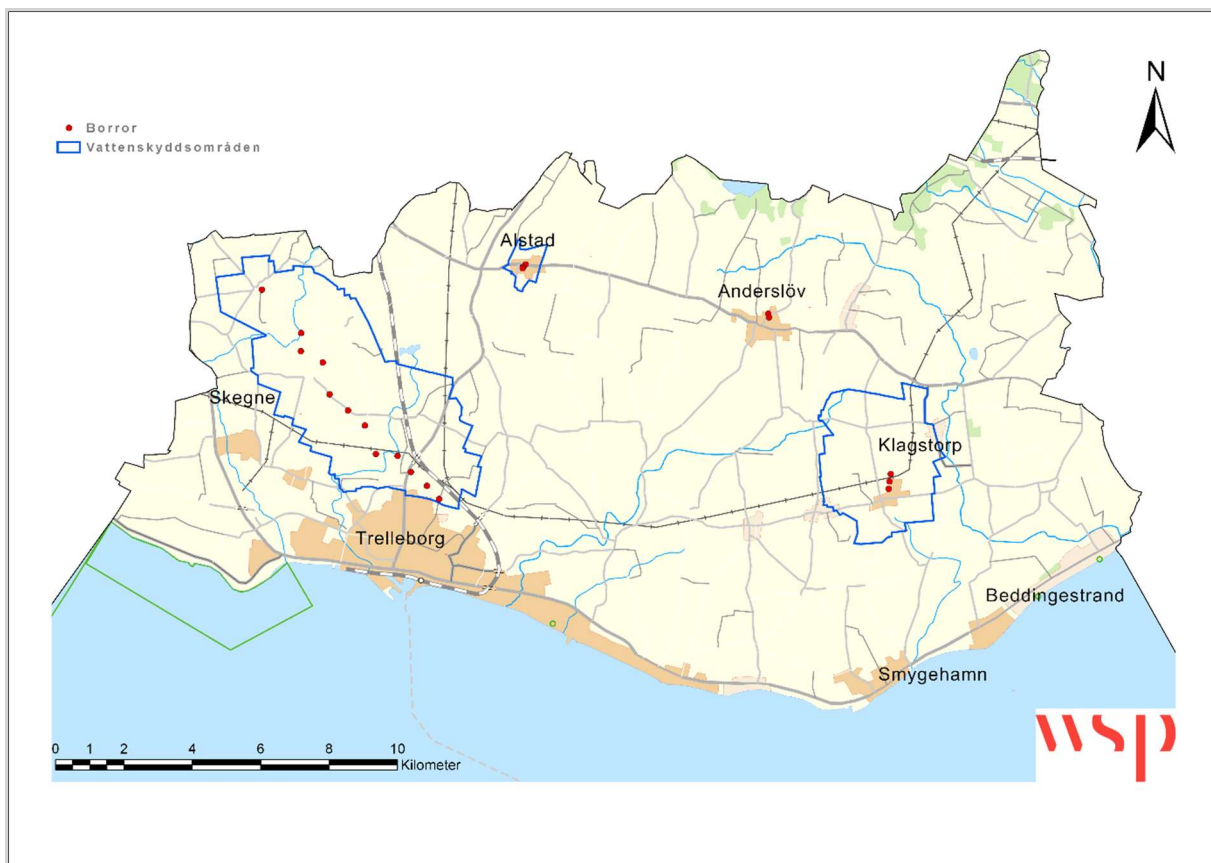 N
Borror
Vattenskyddsområden
Alstad
Anderslöv
Skegne
Klagstorp
Trelleborg
Beddingestrand
Smygehamn
wsp
0 1 2 4 6 8 10
Kilometer